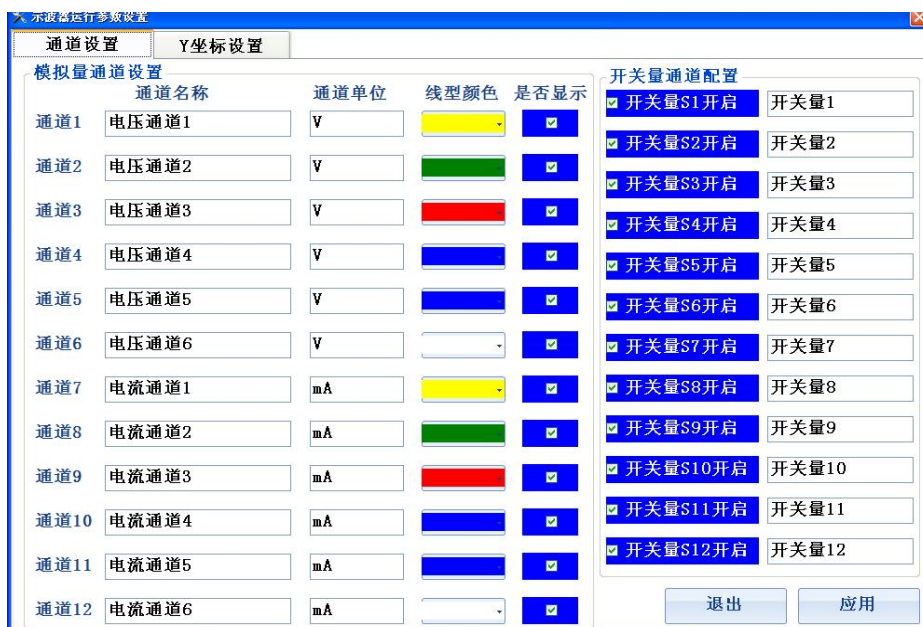 示波器运行参数设置
通道设置 Y坐标设置
模拟量通道设置
通道名称 通道单位 线型颜色 是否显示
通道1 电压通道1 V
通道2 电压通道2 V
通道3 电压通道3 V
通道4 电压通道4 V
通道5 电压通道5 V
通道6 电压通道6 V
通道7 电流通道1 mA
通道8 电流通道2 mA
通道9 电流通道3 mA
通道10 电流通道4 mA
通道11 电流通道5 mA
通道12 电流通道6 mA
开关量通道配置
开关量S1开启 开关量1
开关量S2开启 开关量2
开关量S3开启 开关量3
开关量S4开启 开关量4
开关量S5开启 开关量5
开关量S6开启 开关量6
开关量S7开启 开关量7
开关量S8开启 开关量8
开关量S9开启 开关量9
开关量S10开启 开关量10
开关量S11开启 开关量11
开关量S12开启 开关量12
退出 应用